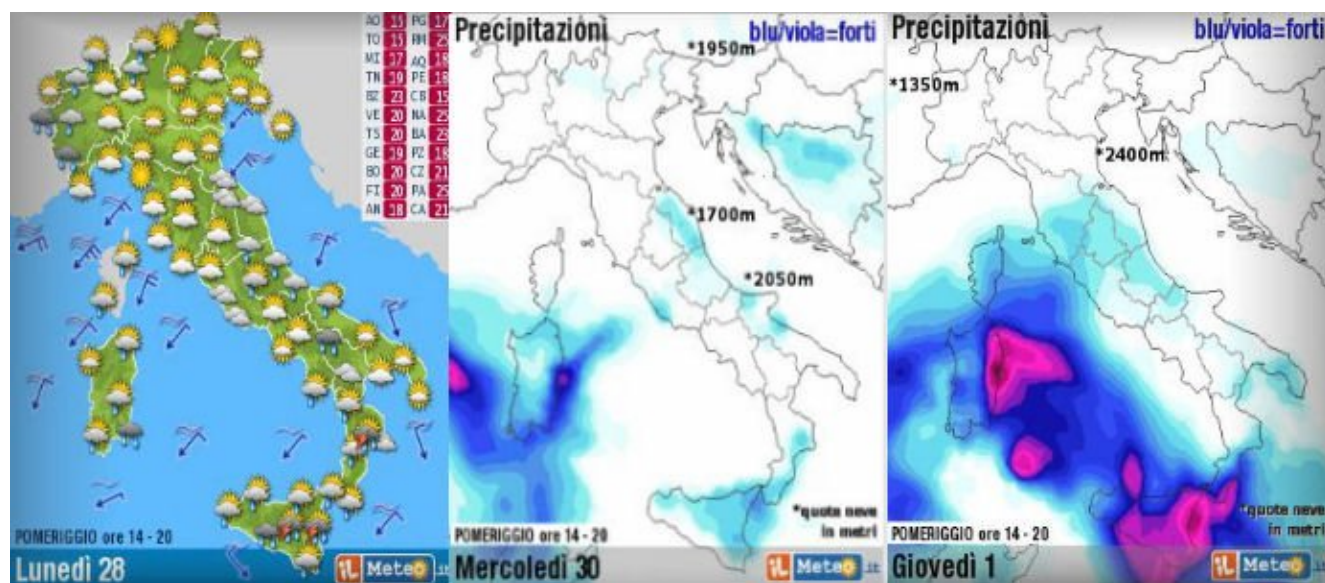 AO 15 PG 17
TO 15 RM 25
MI 17 AQ 18
TN 19 PE 18
BZ 23 CB 15
VE 20 NA 25
TS 20 BA 23
GE 19 PZ 18
BO 20 CZ 21
FI 20 PA 25
AN 18 CA 21
POMERIGGIO ore 14 - 20
Lunedì 28
iL Meteo.it
Precipitazioni
blu/viola=forti
*1950m
*1700m
*2050m
*quote neve
in metri
POMERIGGIO ore 14 - 20
Mercoledì 30
iL Meteo.it
Precipitazioni
blu/viola=forti
*1350m
*2400m
*quote neve
in metri
POMERIGGIO ore 14 - 20
Giovedì 1
iL Meteo.it